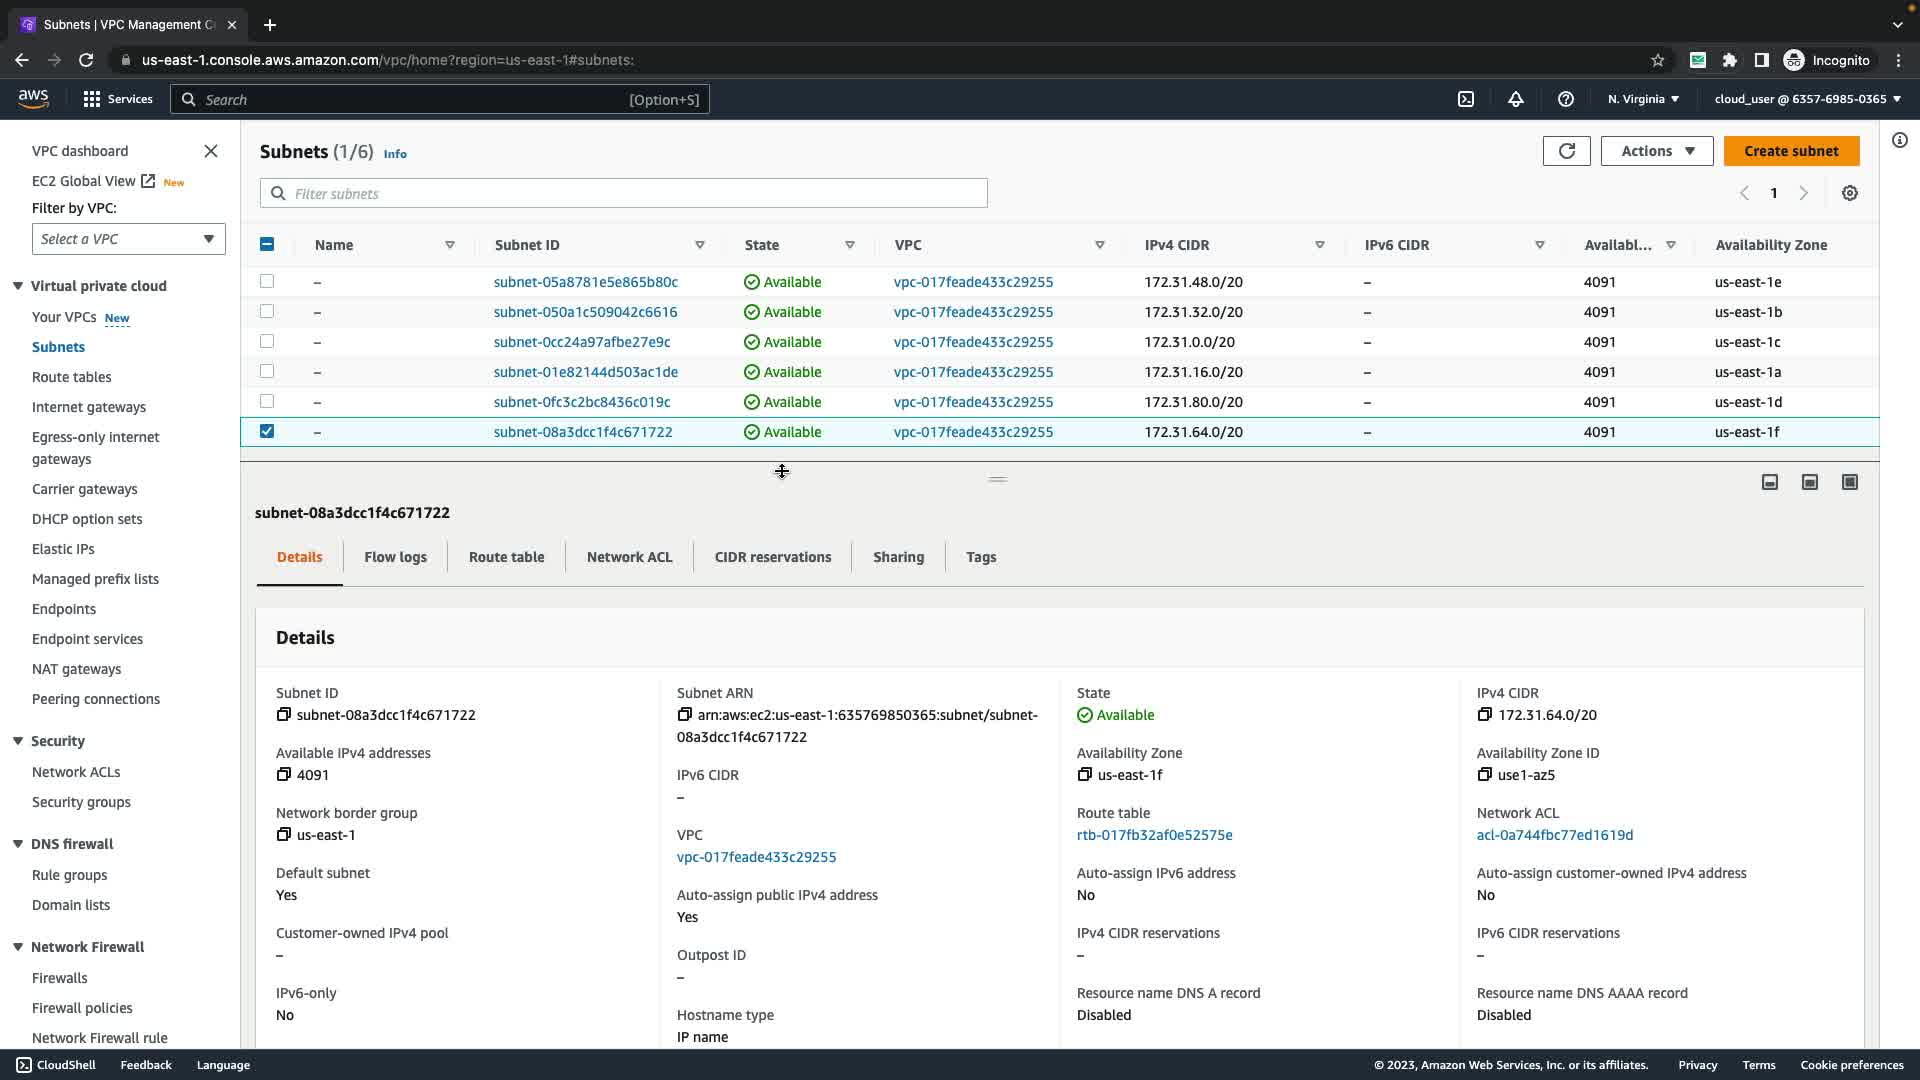 Subnets | VPC Management C
us-east-1.console.aws.amazon.com/vpc/home?region=us-east-1#subnets:
Incognito
aws
Services
Search
[Option+S]
N. Virginia
cloud_user @ 6357-6985-0365
VPC dashboard
EC2 Global View New
Filter by VPC:
Select a VPC
Virtual private cloud
Your VPCs New
Subnets
Route tables
Internet gateways
Egress-only internet
gateways
Carrier gateways
DHCP option sets
Elastic IPs
Managed prefix lists
Endpoints
Endpoint services
NAT gateways
Peering connections
Security
Network ACLs
Security groups
DNS firewall
Rule groups
Domain lists
Network Firewall
Firewalls
Firewall policies
Network Firewall rule
Subnets (1/6) Info
Actions
Create subnet
Filter subnets
1
Name Subnet ID State VPC IPv4 CIDR IPv6 CIDR Availabl... Availability Zone
– subnet-05a8781e5e865b80c Available vpc-017feade433c29255 172.31.48.0/20 – 4091 us-east-1e
– subnet-050a1c509042c6616 Available vpc-017feade433c29255 172.31.32.0/20 – 4091 us-east-1b
– subnet-0cc24a97afbe27e9c Available vpc-017feade433c29255 172.31.0.0/20 – 4091 us-east-1c
– subnet-01e82144d503ac1de Available vpc-017feade433c29255 172.31.16.0/20 – 4091 us-east-1a
– subnet-0fc3c2bc8436c019c Available vpc-017feade433c29255 172.31.80.0/20 – 4091 us-east-1d
– subnet-08a3dcc1f4c671722 Available vpc-017feade433c29255 172.31.64.0/20 – 4091 us-east-1f
subnet-08a3dcc1f4c671722
Details Flow logs Route table Network ACL CIDR reservations Sharing Tags
Details
Subnet ID
subnet-08a3dcc1f4c671722
Available IPv4 addresses
4091
Network border group
us-east-1
Default subnet
Yes
Customer-owned IPv4 pool
–
IPv6-only
No
Subnet ARN
arn:aws:ec2:us-east-1:635769850365:subnet/subnet-
08a3dcc1f4c671722
IPv6 CIDR
–
VPC
vpc-017feade433c29255
Auto-assign public IPv4 address
Yes
Outpost ID
–
Hostname type
IP name
State
Available
Availability Zone
us-east-1f
Route table
rtb-017fb32af0e52575e
Auto-assign IPv6 address
No
IPv4 CIDR reservations
–
Resource name DNS A record
Disabled
IPv4 CIDR
172.31.64.0/20
Availability Zone ID
use1-az5
Network ACL
acl-0a744fbc77ed1619d
Auto-assign customer-owned IPv4 address
No
IPv6 CIDR reservations
–
Resource name DNS AAAA record
Disabled
CloudShell
Feedback
Language
© 2023, Amazon Web Services, Inc. or its affiliates.
Privacy
Terms
Cookie preferences